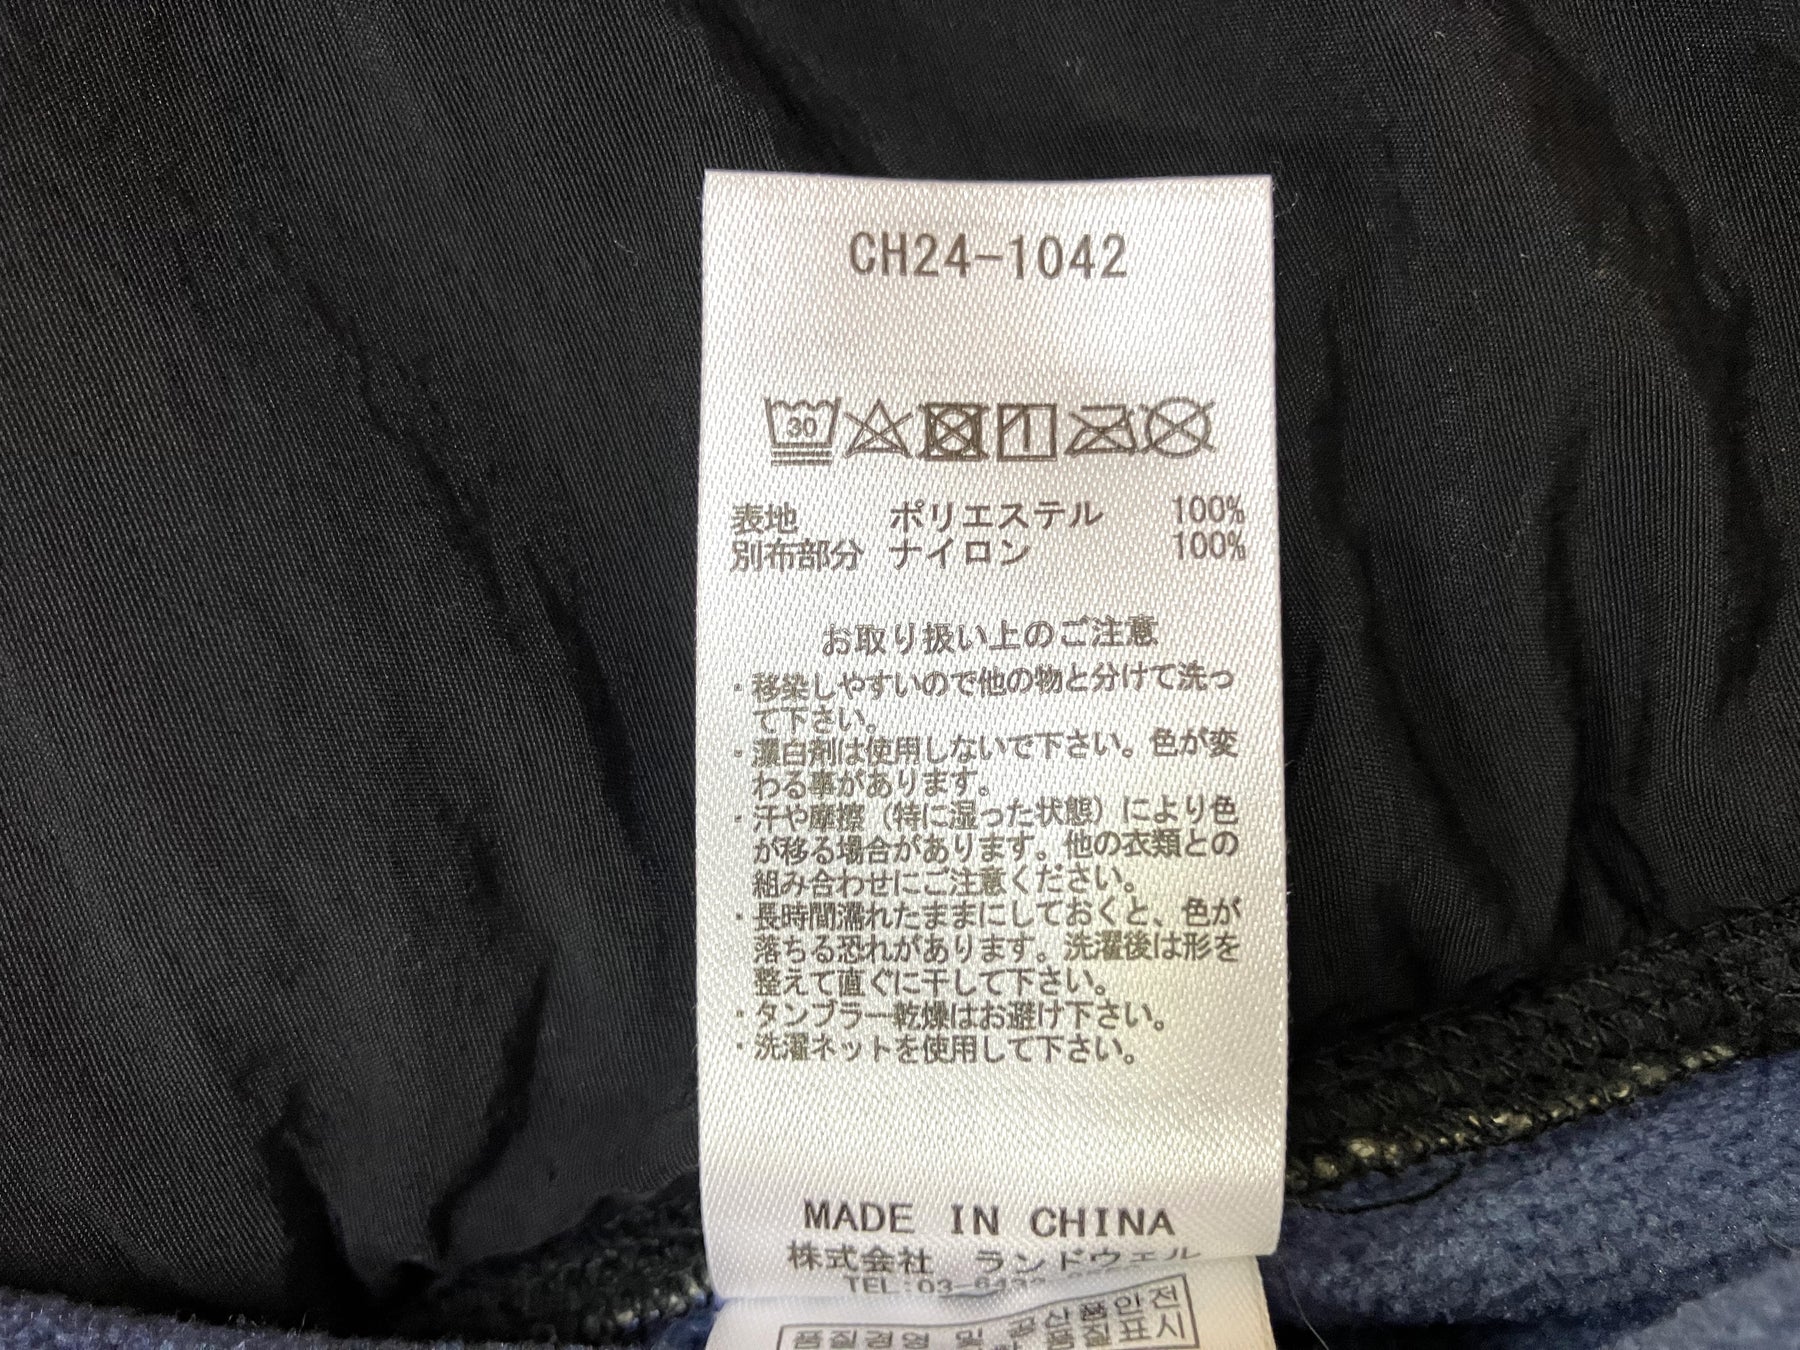 CH24-1042
30
表地 ポリエステル 100%
別布部分 ナイロン 100%
お取り扱い上のご注意
・移染しやすいので他の物と分けて洗っ
て下さい。
・漂白剤は使用しないで下さい。色が変
わる事があります。
・汗や摩擦（特に湿った状態）により色
が移る場合があります。他の衣類との
組み合わせにご注意ください。
・長時間濡れたままにしておくと、色が
落ちる恐れがあります。洗濯後は形を
整えて直ぐに干して下さい。
・タンブラー乾燥はお避け下さい。
・洗濯ネットを使用して下さい。
MADE IN CHINA
株式会社 ランドウェル
TEL:03-6433-
안전
표시